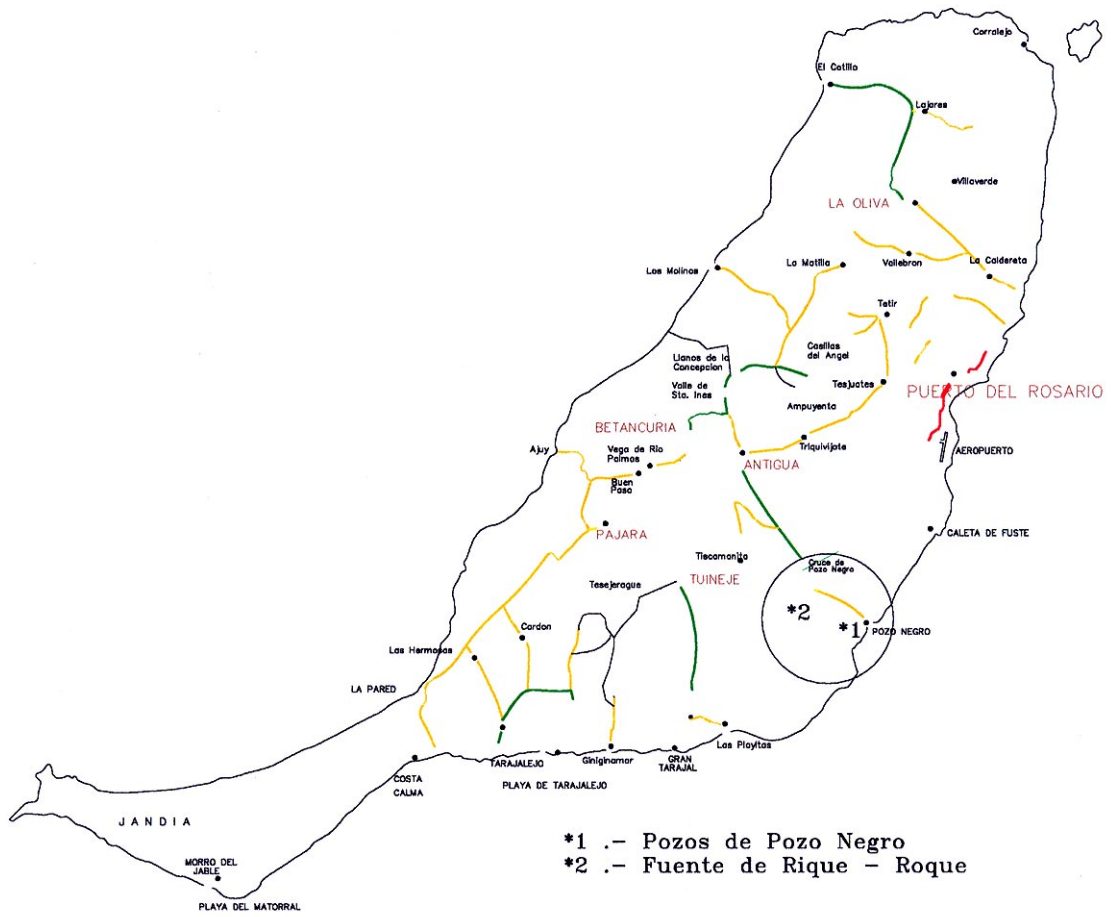 Corralejo
El Cotillo
Lajares
Villaverde
LA OLIVA
Vallebron
La Caldereta
Los Molinos
La Matilla
Tetir
Casillas
del Angel
Llanos de la
Concepcion
Valle de
Sta. Ines
Tesjuates
PUERTO DEL ROSARIO
Ampuyenta
BETANCURIA
Triquivijate
Ajuy
Vega de Rio
Palmas
AEROPUERTO
ANTIGUA
Buen
Paso
PAJARA
CALETA DE FUSTE
Tiscamanita
Cruce de
Pozo Negro
TUINEJE
Tesejerague
*2
*1
POZO NEGRO
Cardon
Las Hermosas
LA PARED
Las Playitas
TARAJALEJO
Giniginamar
GRAN
TARAJAL
COSTA
CALMA
PLAYA DE TARAJALEJO
JANDIA
MORRO DEL
JABLE
PLAYA DEL MATORRAL
*1 .- Pozos de Pozo Negro
*2 .- Fuente de Rique - Roque